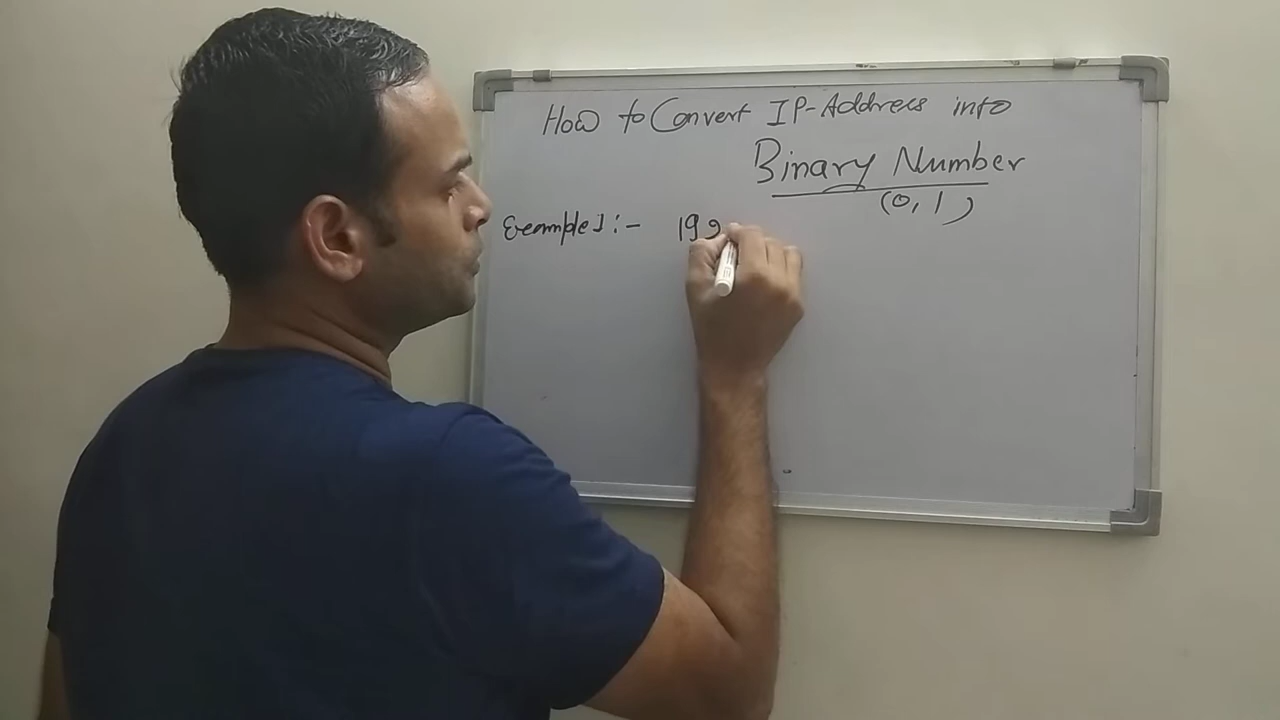 How to Convert IP-Address into
Binary Number
(0, 1)
Example 1 :- 19